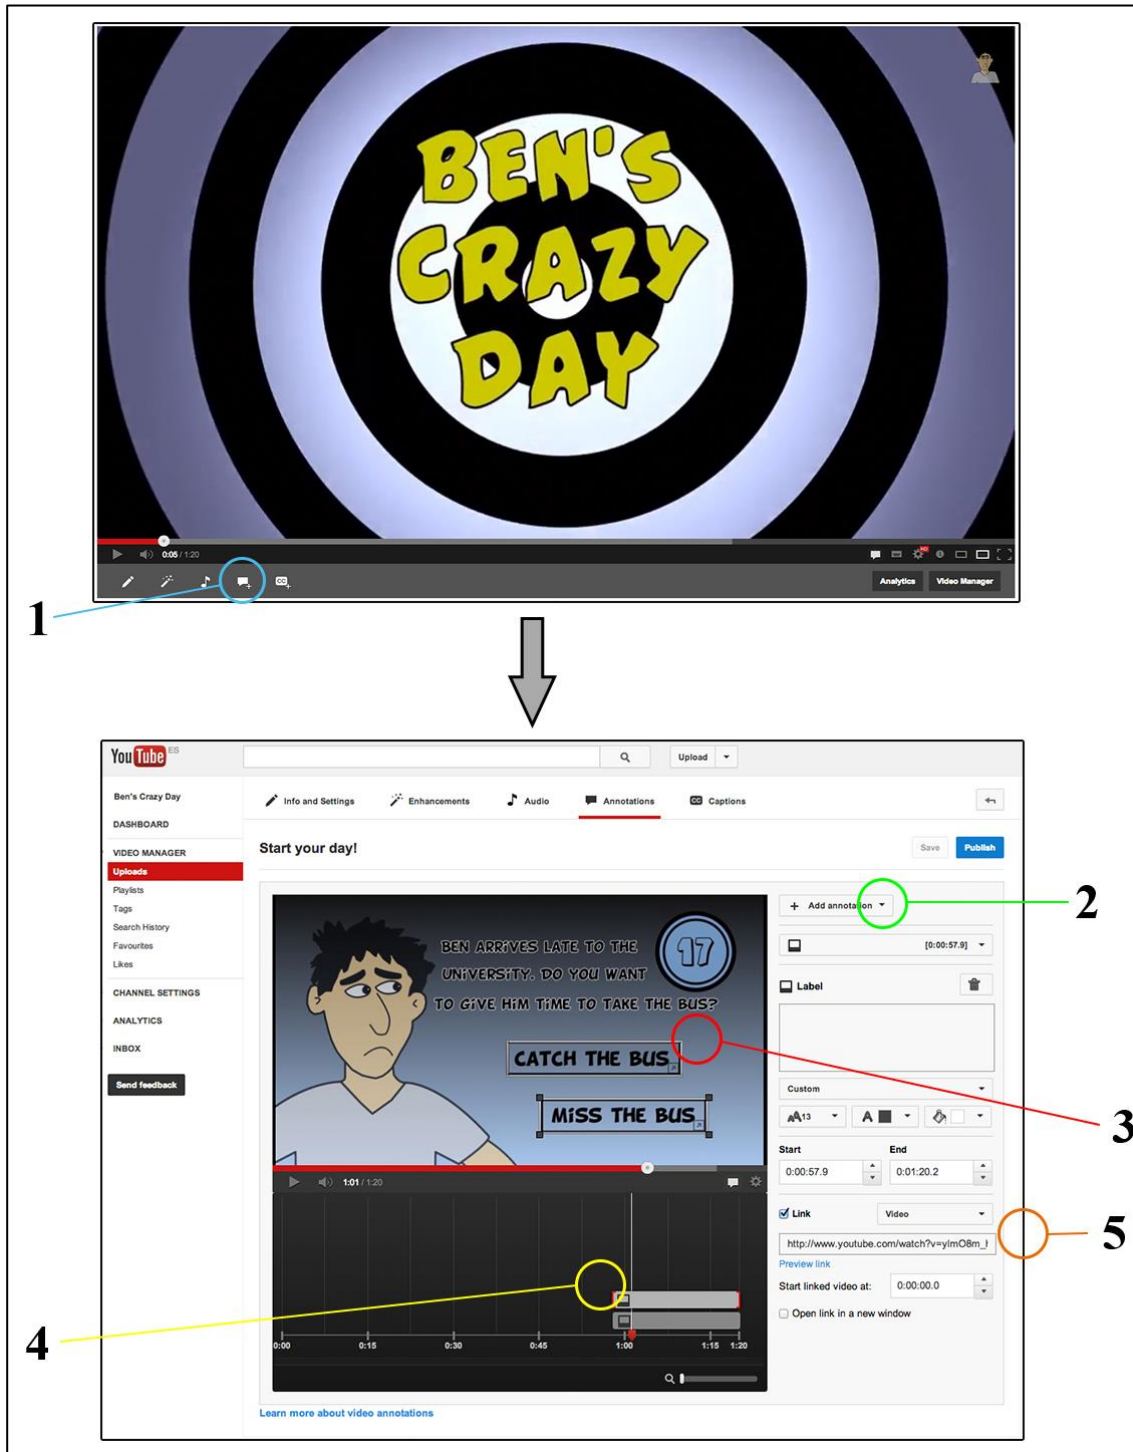 BEN'S
CRAZY
DAY
0:05 / 1:20
HD
CC
Analytics
Video Manager
1
YouTube ES
Upload
Ben's Crazy Day
DASHBOARD
VIDEO MANAGER
Uploads
Playlists
Tags
Search History
Favourites
Likes
CHANNEL SETTINGS
ANALYTICS
INBOX
Send feedback
Info and Settings
Enhancements
Audio
Annotations
CC Captions
Start your day!
Save
Publish
BEN ARRiVES LATE TO THE
UNiVERSiTY. DO YOU WANT
TO GiVE HiM TiME TO TAKE THE BUS?
17
CATCH THE BUS
MiSS THE BUS
1:01 / 1:20
0:00 0:15 0:30 0:45 1:00 1:15 1:20
Learn more about video annotations
+ Add annotation
2
[0:00:57.9]
Label
Custom
AA13
A
3
Start End
0:00:57.9 0:01:20.2
Link Video
5
http://www.youtube.com/watch?v=ylmO8m_
Preview link
Start linked video at: 0:00:00.0
Open link in a new window
4